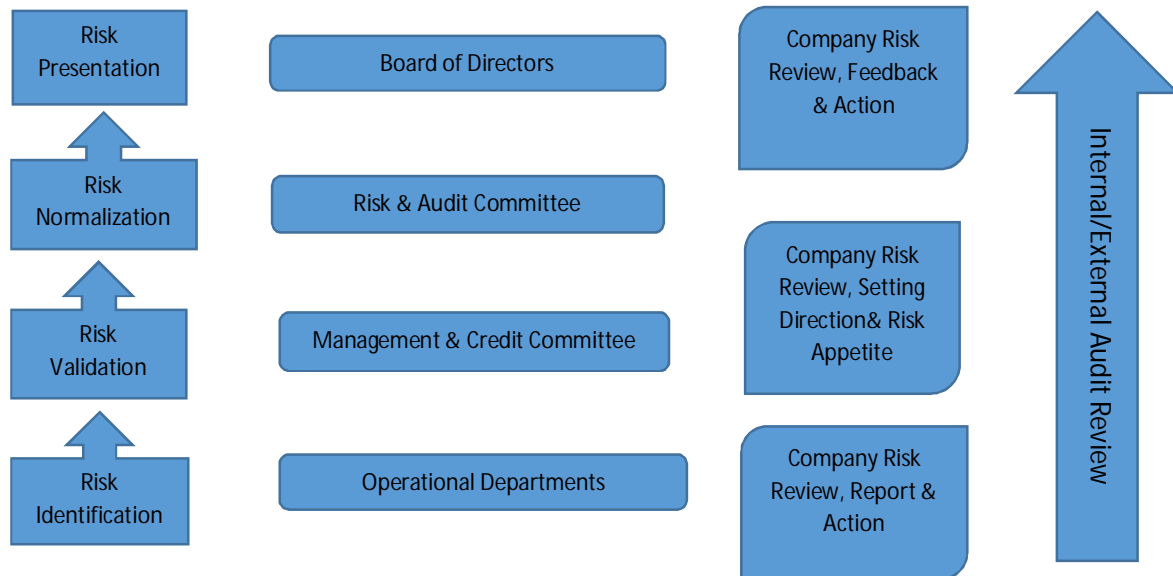 Risk
Presentation
Board of Directors
Company Risk
Review, Feedback
& Action
Risk
Normalization
Risk & Audit Committee
Risk
Validation
Management & Credit Committee
Company Risk
Review, Setting
Direction& Risk
Appetite
Risk
Identification
Operational Departments
Company Risk
Review, Report &
Action
Internal/External Audit Review